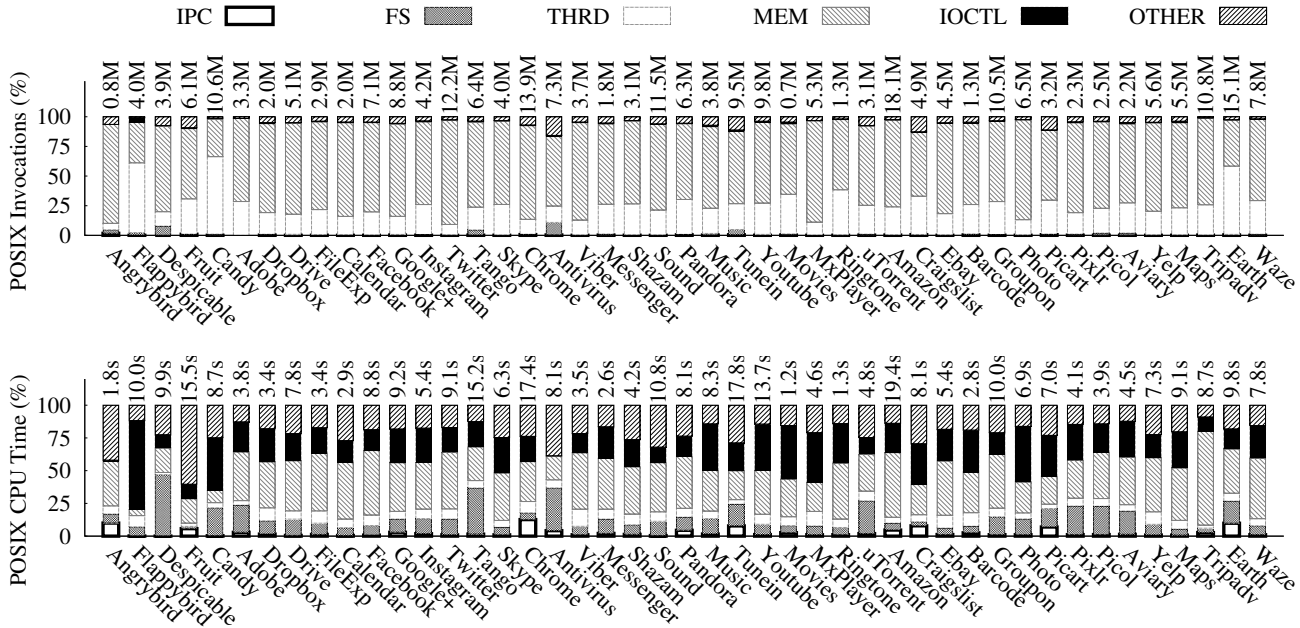 IPC FS THRD MEM IOCTL OTHER
POSIX Invocations (%)
0.8M 4.0M 3.9M 6.1M 10.6M 3.3M 2.0M 5.1M 2.9M 2.0M 7.1M 8.8M 4.2M 12.2M 6.4M 4.0M 13.9M 7.3M 3.7M 1.8M 3.1M 11.5M 6.3M 3.8M 9.5M 9.8M 0.7M 5.3M 1.3M 3.1M 18.1M 4.9M 4.5M 1.3M 10.5M 6.5M 3.2M 2.3M 2.5M 2.2M 5.6M 5.5M 10.8M 15.1M 7.8M
100
75
50
25
0
Angrybird Flappybird Despicable Fruit Candy Adobe Dropbox Drive FileExp Calendar Facebook Google+ Instagram Twitter Tango Skype Chrome Antivirus Viber Messenger Shazam Sound Pandora Music Tunein Youtube Movies MxPlayer Ringtone uTorrent Amazon Craigslist Ebay Barcode Groupon Photo Picart Pixlr Picol Aviary Yelp Maps Tripadv Earth Waze
POSIX CPU Time (%)
1.8s 10.0s 9.9s 15.5s 8.7s 3.8s 3.4s 7.8s 3.4s 2.9s 8.8s 9.2s 5.4s 9.1s 15.2s 6.3s 17.4s 8.1s 3.5s 2.6s 4.2s 10.8s 8.1s 8.3s 17.8s 13.7s 1.2s 4.6s 1.3s 4.8s 19.4s 8.1s 5.4s 2.8s 10.0s 6.9s 7.0s 4.1s 3.9s 4.5s 7.3s 9.1s 8.7s 9.8s 7.8s
100
75
50
25
0
Angrybird Flappybird Despicable Fruit Candy Adobe Dropbox Drive FileExp Calendar Facebook Google+ Instagram Twitter Tango Skype Chrome Antivirus Viber Messenger Shazam Sound Pandora Music Tunein Youtube Movies MxPlayer Ringtone uTorrent Amazon Craigslist Ebay Barcode Groupon Photo Picart Pixlr Picol Aviary Yelp Maps Tripadv Earth Waze